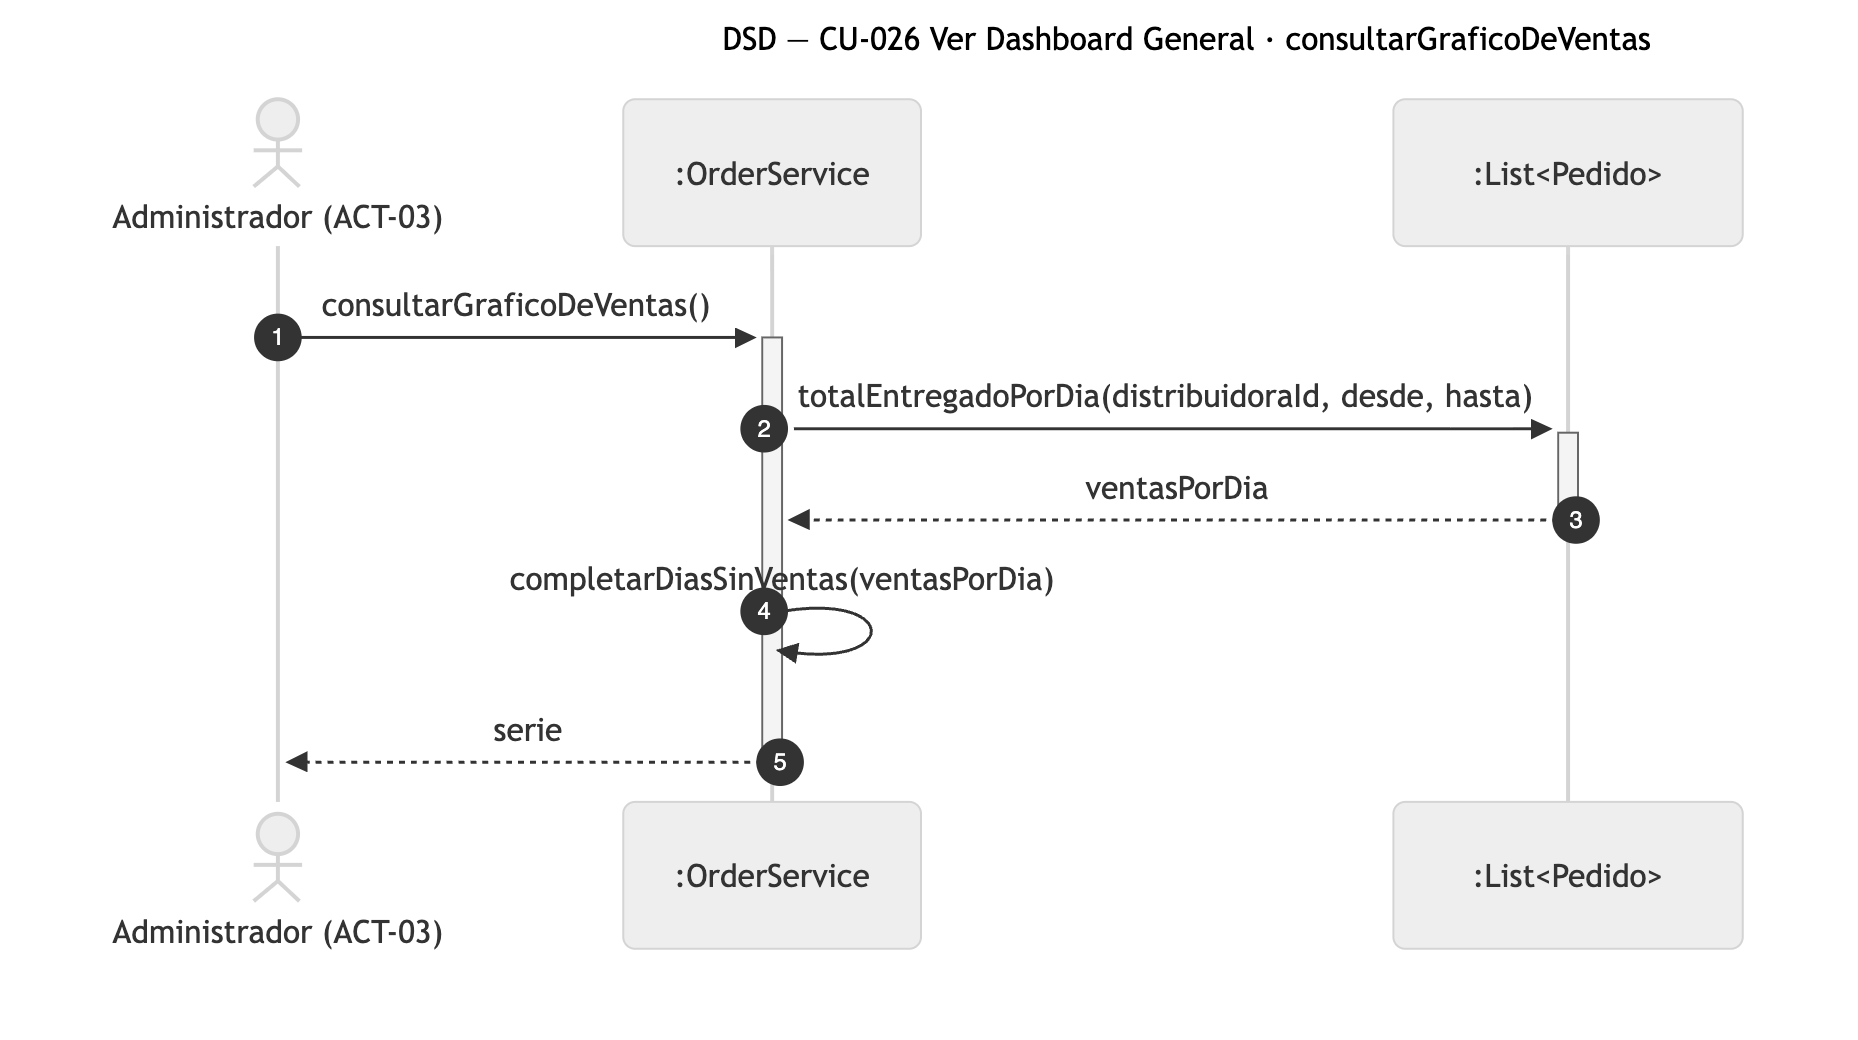 DSD — CU-026 Ver Dashboard General · consultarGraficoDeVentas
Administrador (ACT-03)
:OrderService
:List<Pedido>
consultarGraficoDeVentas()
1
totalEntregadoPorDia(distribuidoraId, desde, hasta)
2
ventasPorDia
3
completarDiasSinVentas(ventasPorDia)
4
serie
5
:OrderService
:List<Pedido>
Administrador (ACT-03)